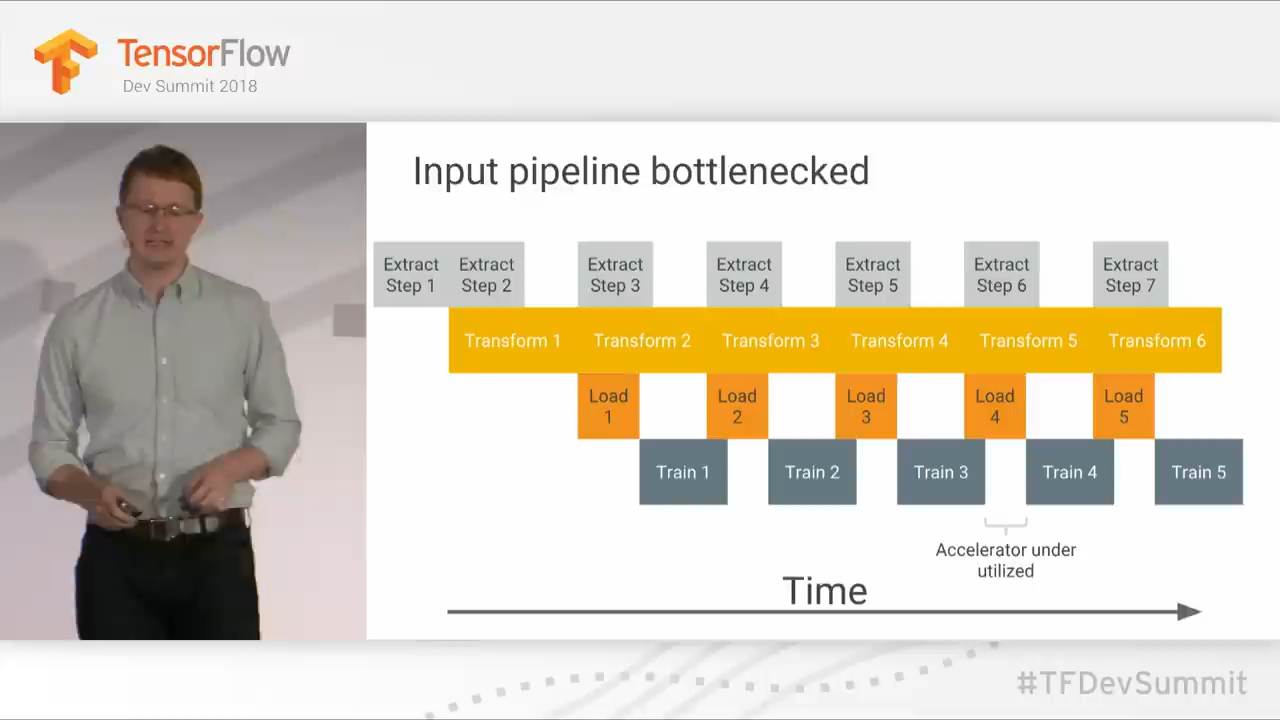 TensorFlow
Dev Summit 2018
Input pipeline bottlenecked
Extract
Step 1
Extract
Step 2
Extract
Step 3
Extract
Step 4
Extract
Step 5
Extract
Step 6
Extract
Step 7
Transform 1
Transform 2
Transform 3
Transform 4
Transform 5
Transform 6
Load
1
Load
2
Load
3
Load
4
Load
5
Train 1
Train 2
Train 3
Train 4
Train 5
Accelerator under
utilized
Time
#TFDevSummit